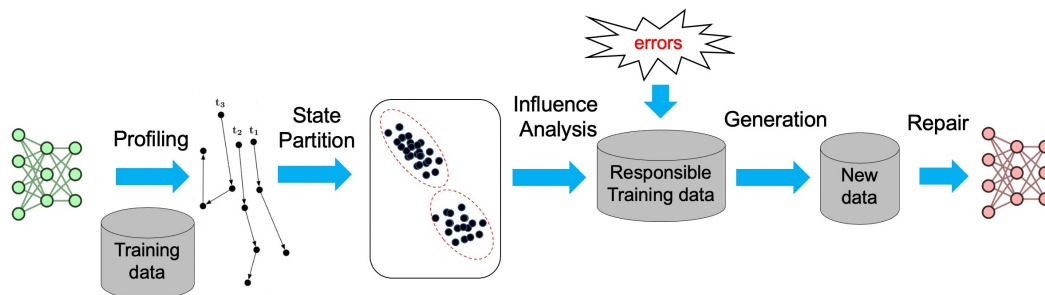 Profiling
Training
data
t3
t2
t1
State
Partition
Influence
Analysis
errors
Responsible
Training data
Generation
New
data
Repair